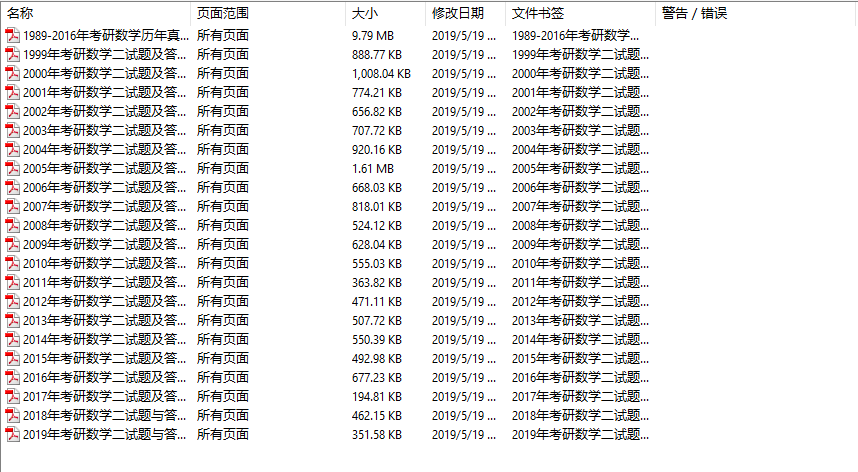 名称 页面范围 大小 修改日期 文件书签 警告 / 错误
1989-2016年考研数学历年真... 所有页面 9.79 MB 2019/5/19 ... 1989-2016年考研数学...
1999年考研数学二试题及答... 所有页面 888.77 KB 2019/5/19 ... 1999年考研数学二试题...
2000年考研数学二试题及答... 所有页面 1,008.04 KB 2019/5/19 ... 2000年考研数学二试题...
2001年考研数学二试题及答... 所有页面 774.21 KB 2019/5/19 ... 2001年考研数学二试题...
2002年考研数学二试题及答... 所有页面 656.82 KB 2019/5/19 ... 2002年考研数学二试题...
2003年考研数学二试题及答... 所有页面 707.72 KB 2019/5/19 ... 2003年考研数学二试题...
2004年考研数学二试题及答... 所有页面 920.16 KB 2019/5/19 ... 2004年考研数学二试题...
2005年考研数学二试题及答... 所有页面 1.61 MB 2019/5/19 ... 2005年考研数学二试题...
2006年考研数学二试题及答... 所有页面 668.03 KB 2019/5/19 ... 2006年考研数学二试题...
2007年考研数学二试题及答... 所有页面 818.01 KB 2019/5/19 ... 2007年考研数学二试题...
2008年考研数学二试题及答... 所有页面 524.12 KB 2019/5/19 ... 2008年考研数学二试题...
2009年考研数学二试题及答... 所有页面 628.04 KB 2019/5/19 ... 2009年考研数学二试题...
2010年考研数学二试题及答... 所有页面 555.03 KB 2019/5/19 ... 2010年考研数学二试题...
2011年考研数学二试题及答... 所有页面 363.82 KB 2019/5/19 ... 2011年考研数学二试题...
2012年考研数学二试题及答... 所有页面 471.11 KB 2019/5/19 ... 2012年考研数学二试题...
2013年考研数学二试题及答... 所有页面 507.72 KB 2019/5/19 ... 2013年考研数学二试题...
2014年考研数学二试题及答... 所有页面 550.39 KB 2019/5/19 ... 2014年考研数学二试题...
2015年考研数学二试题及答... 所有页面 492.98 KB 2019/5/19 ... 2015年考研数学二试题...
2016年考研数学二试题及答... 所有页面 677.23 KB 2019/5/19 ... 2016年考研数学二试题...
2017年考研数学二试题及答... 所有页面 194.81 KB 2019/5/19 ... 2017年考研数学二试题...
2018年考研数学二试题与答... 所有页面 462.15 KB 2019/5/19 ... 2018年考研数学二试题...
2019年考研数学二试题与答... 所有页面 351.58 KB 2019/5/19 ... 2019年考研数学二试题...